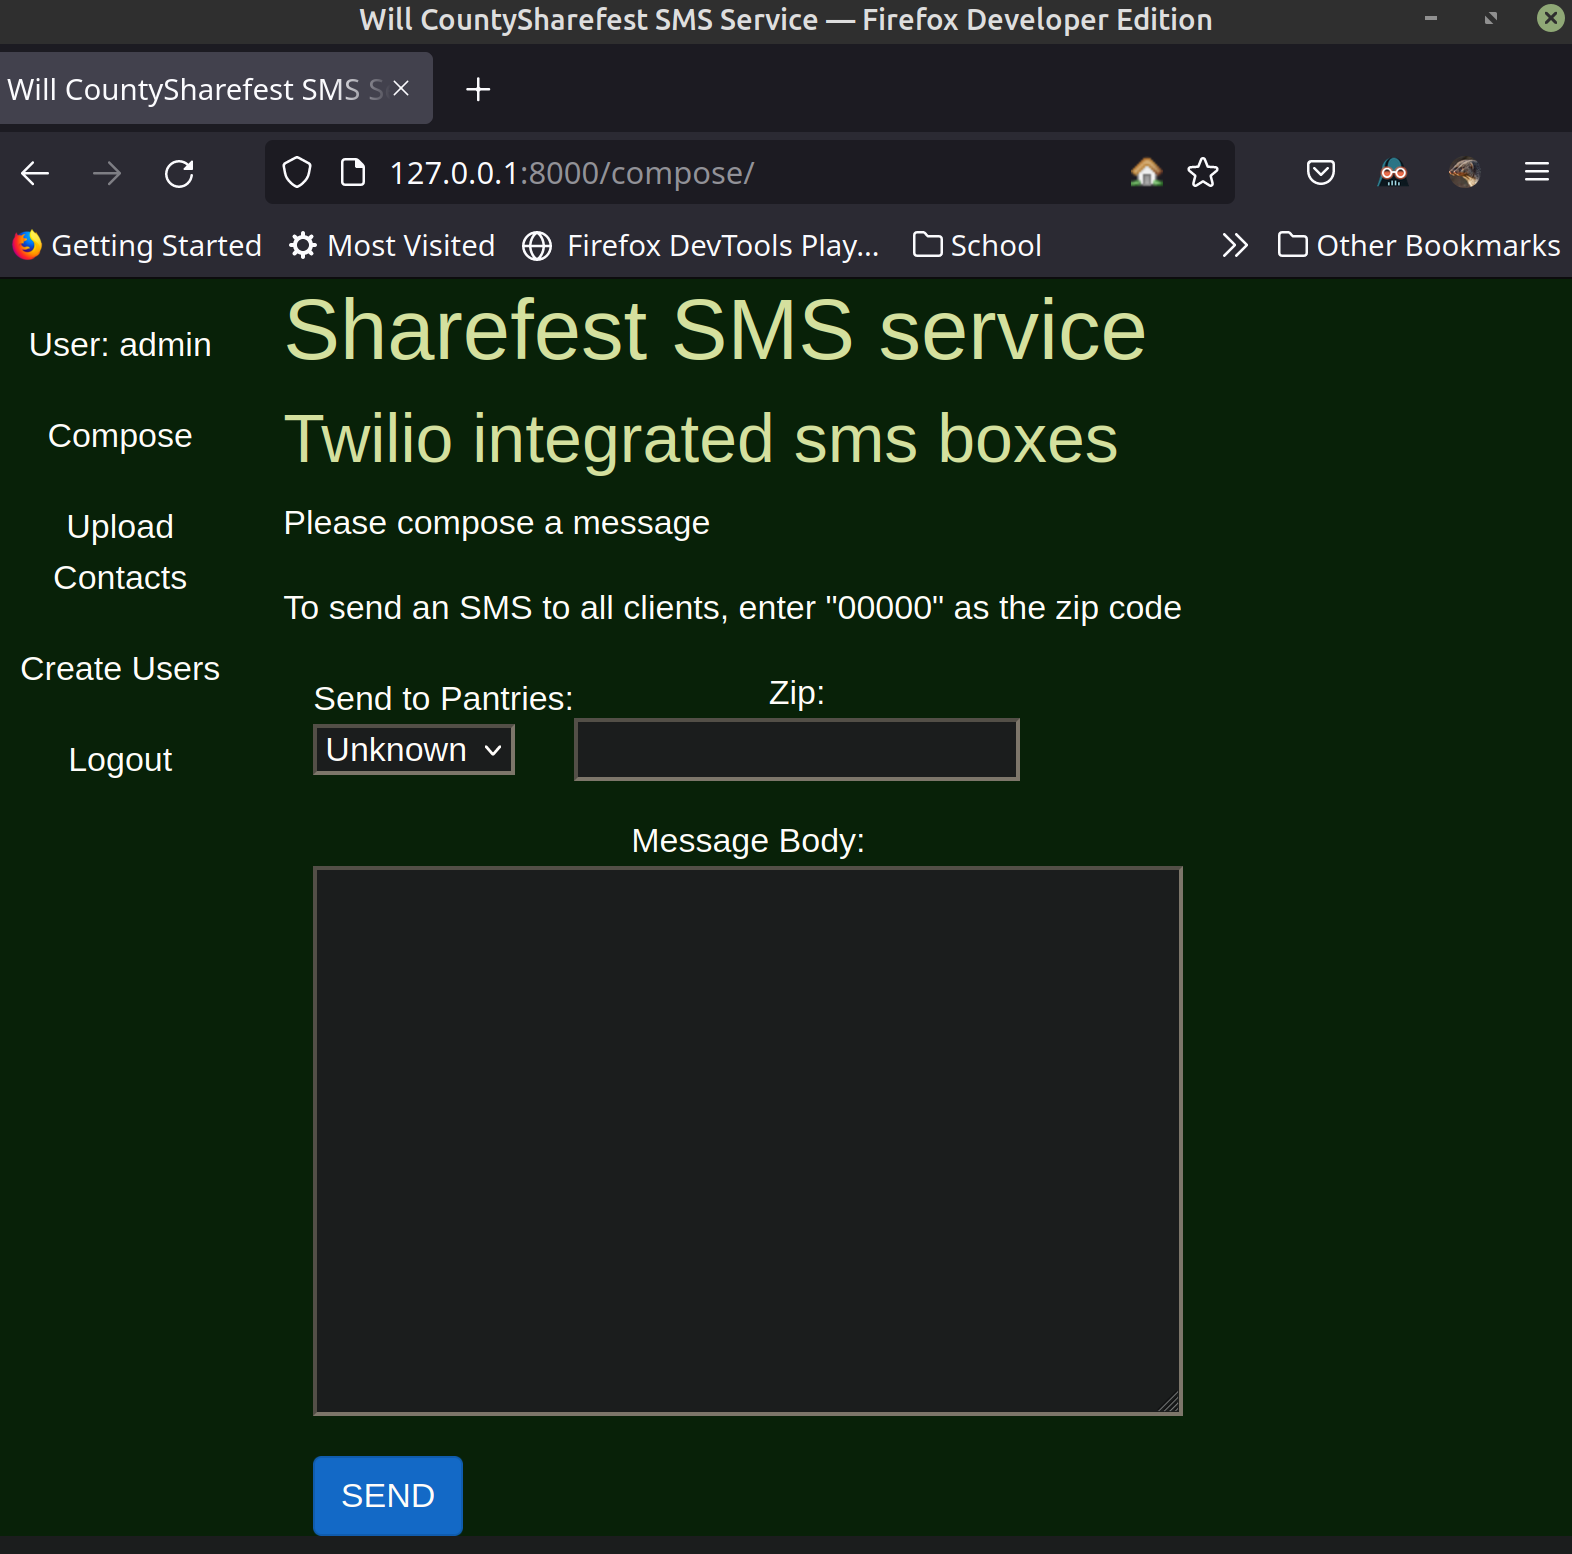 Will CountySharefest SMS Service — Firefox Developer Edition
Will CountySharefest SMS S
127.0.0.1:8000/compose/
Getting Started Most Visited Firefox DevTools Play... School Other Bookmarks
User: admin
Compose
Upload
Contacts
Create Users
Logout
Sharefest SMS service
Twilio integrated sms boxes
Please compose a message
To send an SMS to all clients, enter "00000" as the zip code
Send to Pantries: Zip:
Unknown
Message Body:
SEND